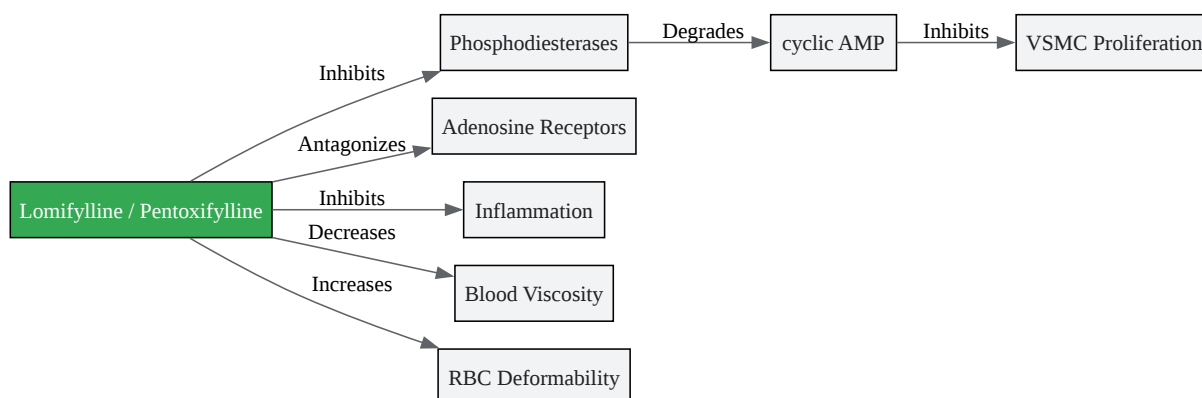 Phosphodiesterases
Degrades
cyclic AMP
Inhibits
VSMC Proliferation
Inhibits
Adenosine Receptors
Antagonizes
Lomifylline / Pentoxifylline
Inhibits
Inflammation
Decreases
Blood Viscosity
Increases
RBC Deformability